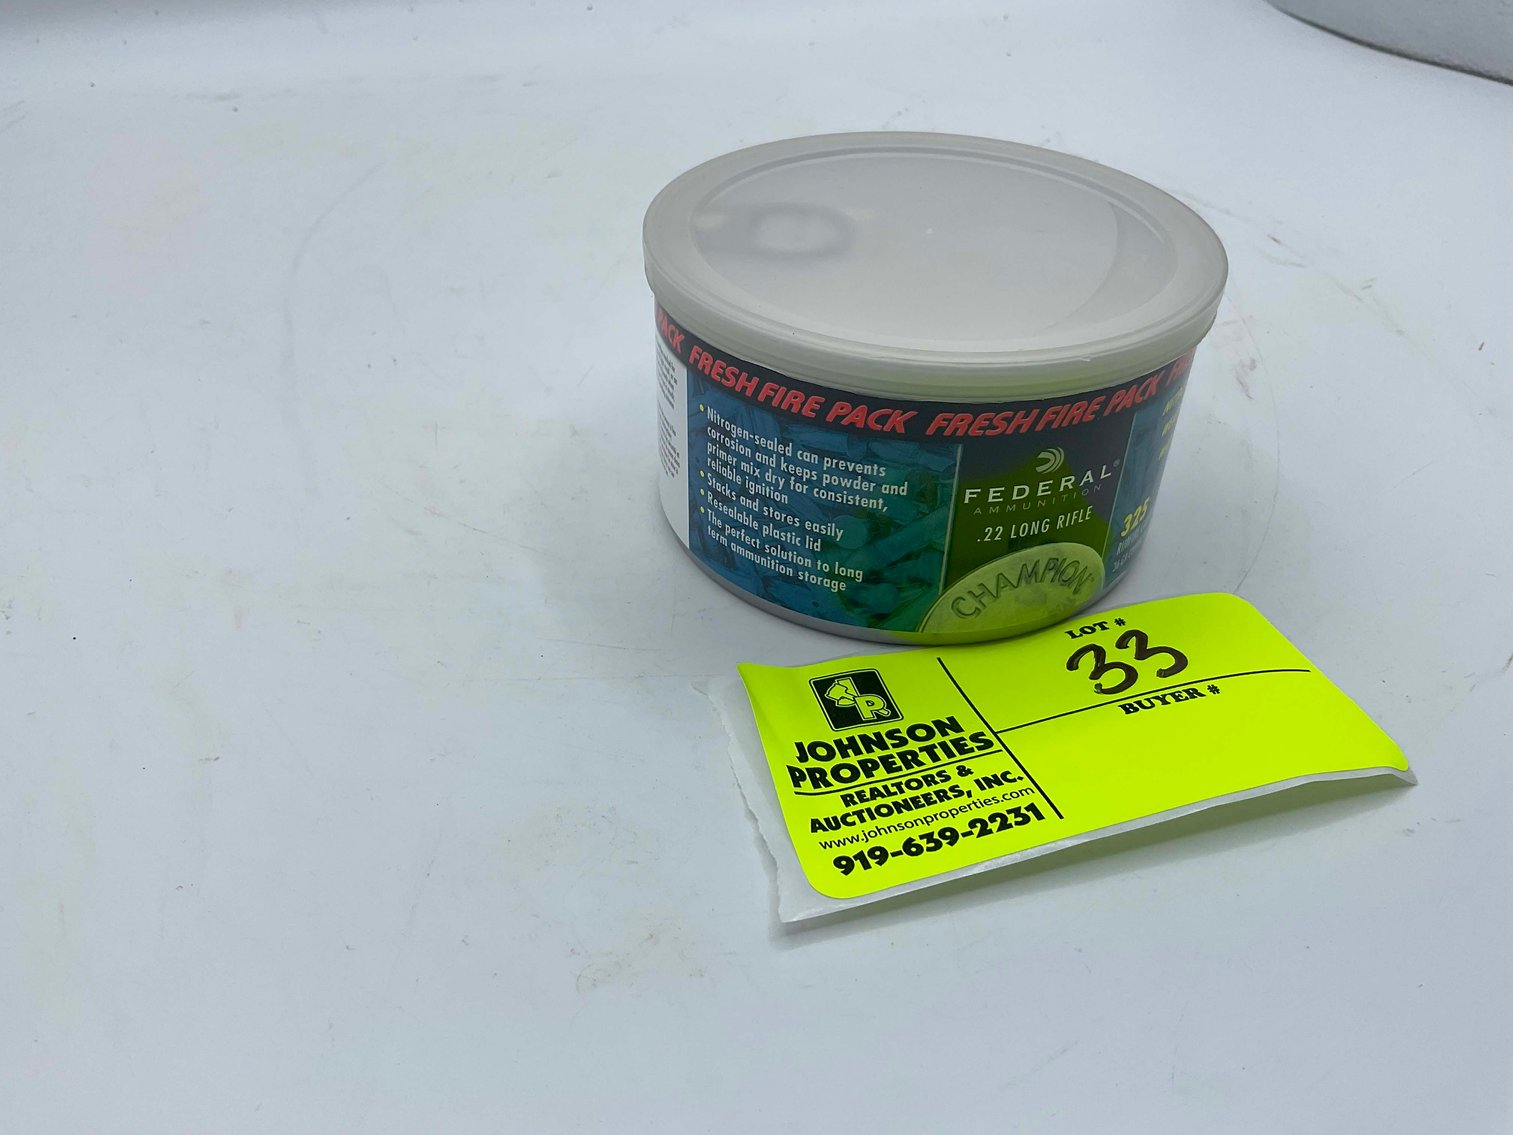 PACK FRESH FIRE PACK FRESH FIRE PACK
• Nitrogen-sealed can prevents
corrosion and keeps powder and
primer mix dry for consistent,
reliable ignition
• Stacks and stores easily
• Resealable plastic lid
• The perfect solution to long
term ammunition storage
FEDERAL®
AMMUNITION
.22 LONG RIFLE
CHAMPION
325
LOT #
33
BUYER #
JP
JOHNSON
PROPERTIES
REALTORS &
AUCTIONEERS, INC.
www.johnsonproperties.com
919-639-2231